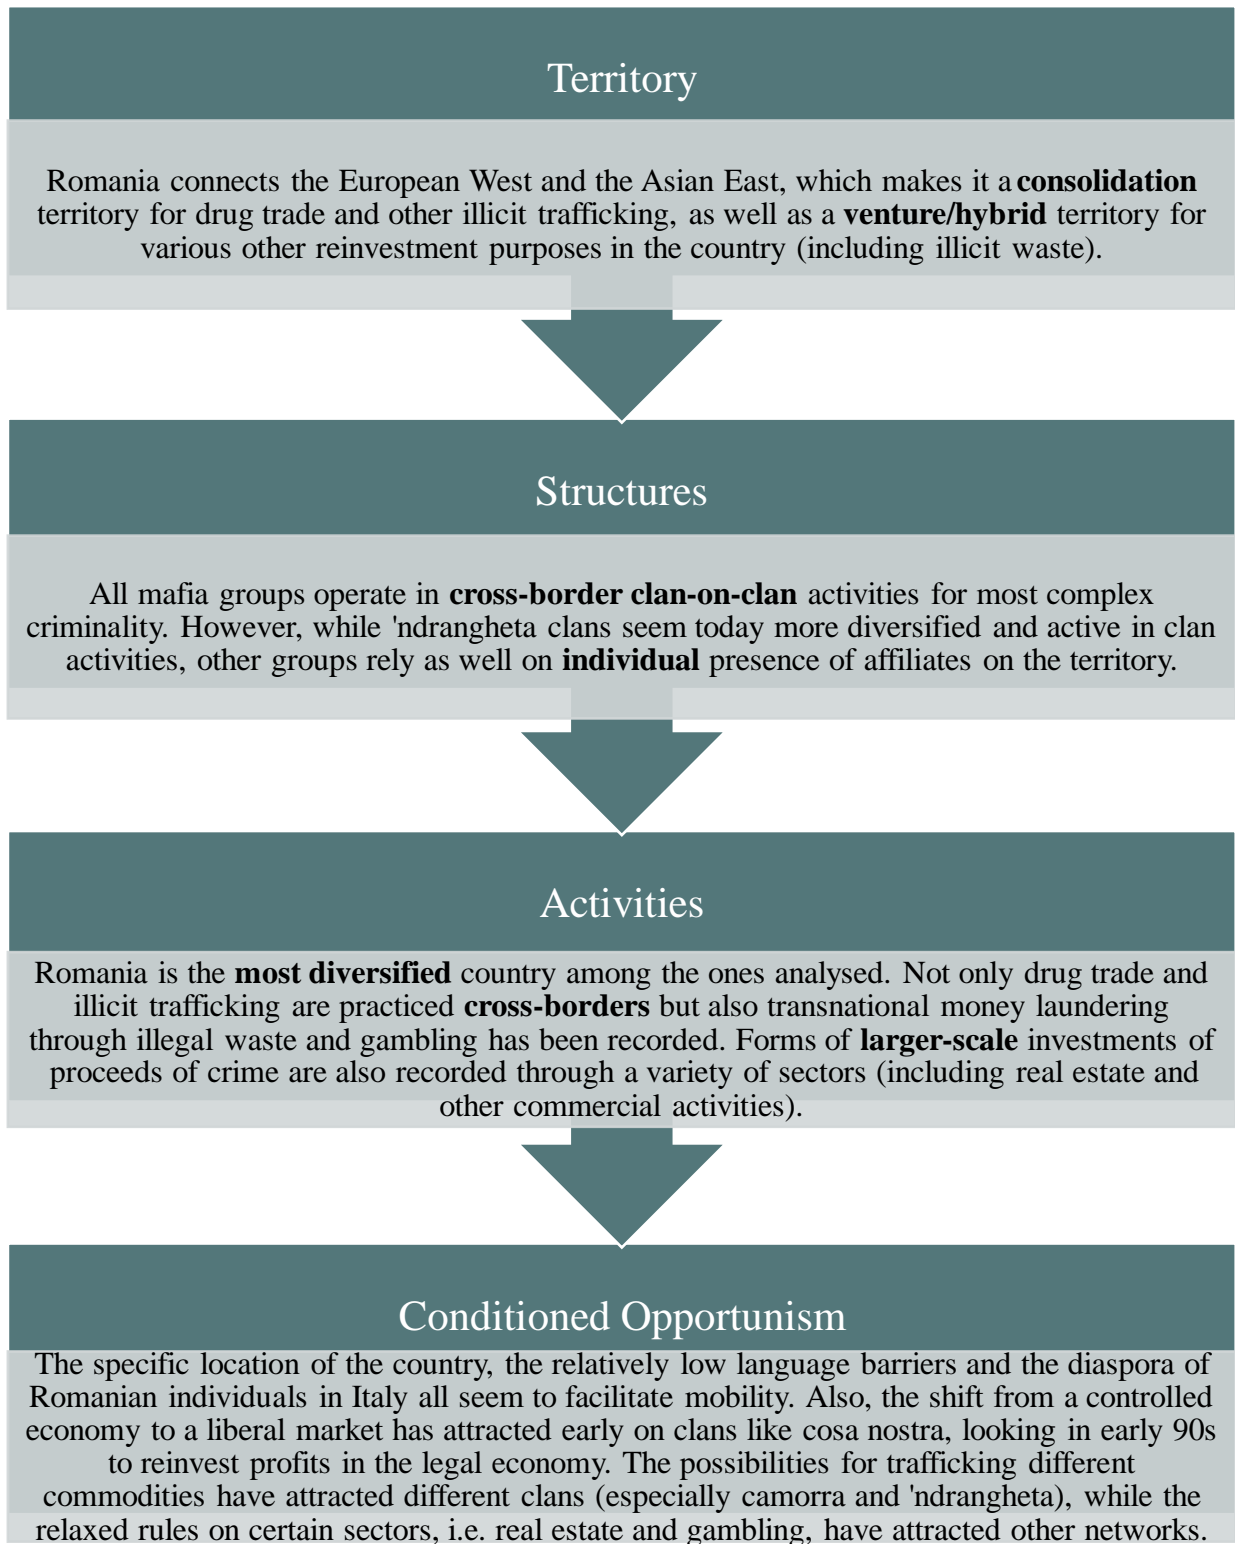 Territory
Romania connects the European West and the Asian East, which makes it a consolidation
territory for drug trade and other illicit trafficking, as well as a venture/hybrid territory for
various other reinvestment purposes in the country (including illicit waste).
Structures
All mafia groups operate in cross-border clan-on-clan activities for most complex
criminality. However, while 'ndrangheta clans seem today more diversified and active in clan
activities, other groups rely as well on individual presence of affiliates on the territory.
Activities
Romania is the most diversified country among the ones analysed. Not only drug trade and
illicit trafficking are practiced cross-borders but also transnational money laundering
through illegal waste and gambling has been recorded. Forms of larger-scale investments of
proceeds of crime are also recorded through a variety of sectors (including real estate and
other commercial activities).
Conditioned Opportunism
The specific location of the country, the relatively low language barriers and the diaspora of
Romanian individuals in Italy all seem to facilitate mobility. Also, the shift from a controlled
economy to a liberal market has attracted early on clans like cosa nostra, looking in early 90s
to reinvest profits in the legal economy. The possibilities for trafficking different
commodities have attracted different clans (especially camorra and 'ndrangheta), while the
relaxed rules on certain sectors, i.e. real estate and gambling, have attracted other networks.